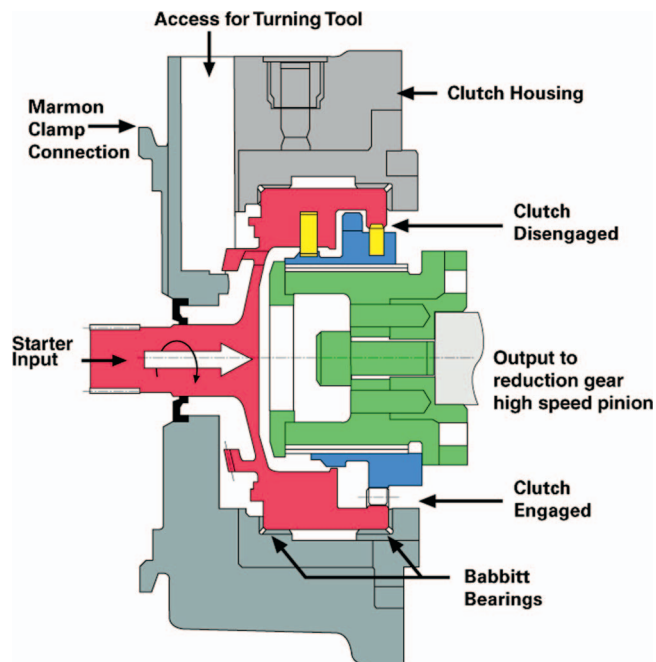 Access for Turning Tool
Marmon
Clamp
Connection
Clutch Housing
Clutch
Disengaged
Starter
Input
Output to
reduction gear
high speed pinion
Clutch
Engaged
Babbitt
Bearings